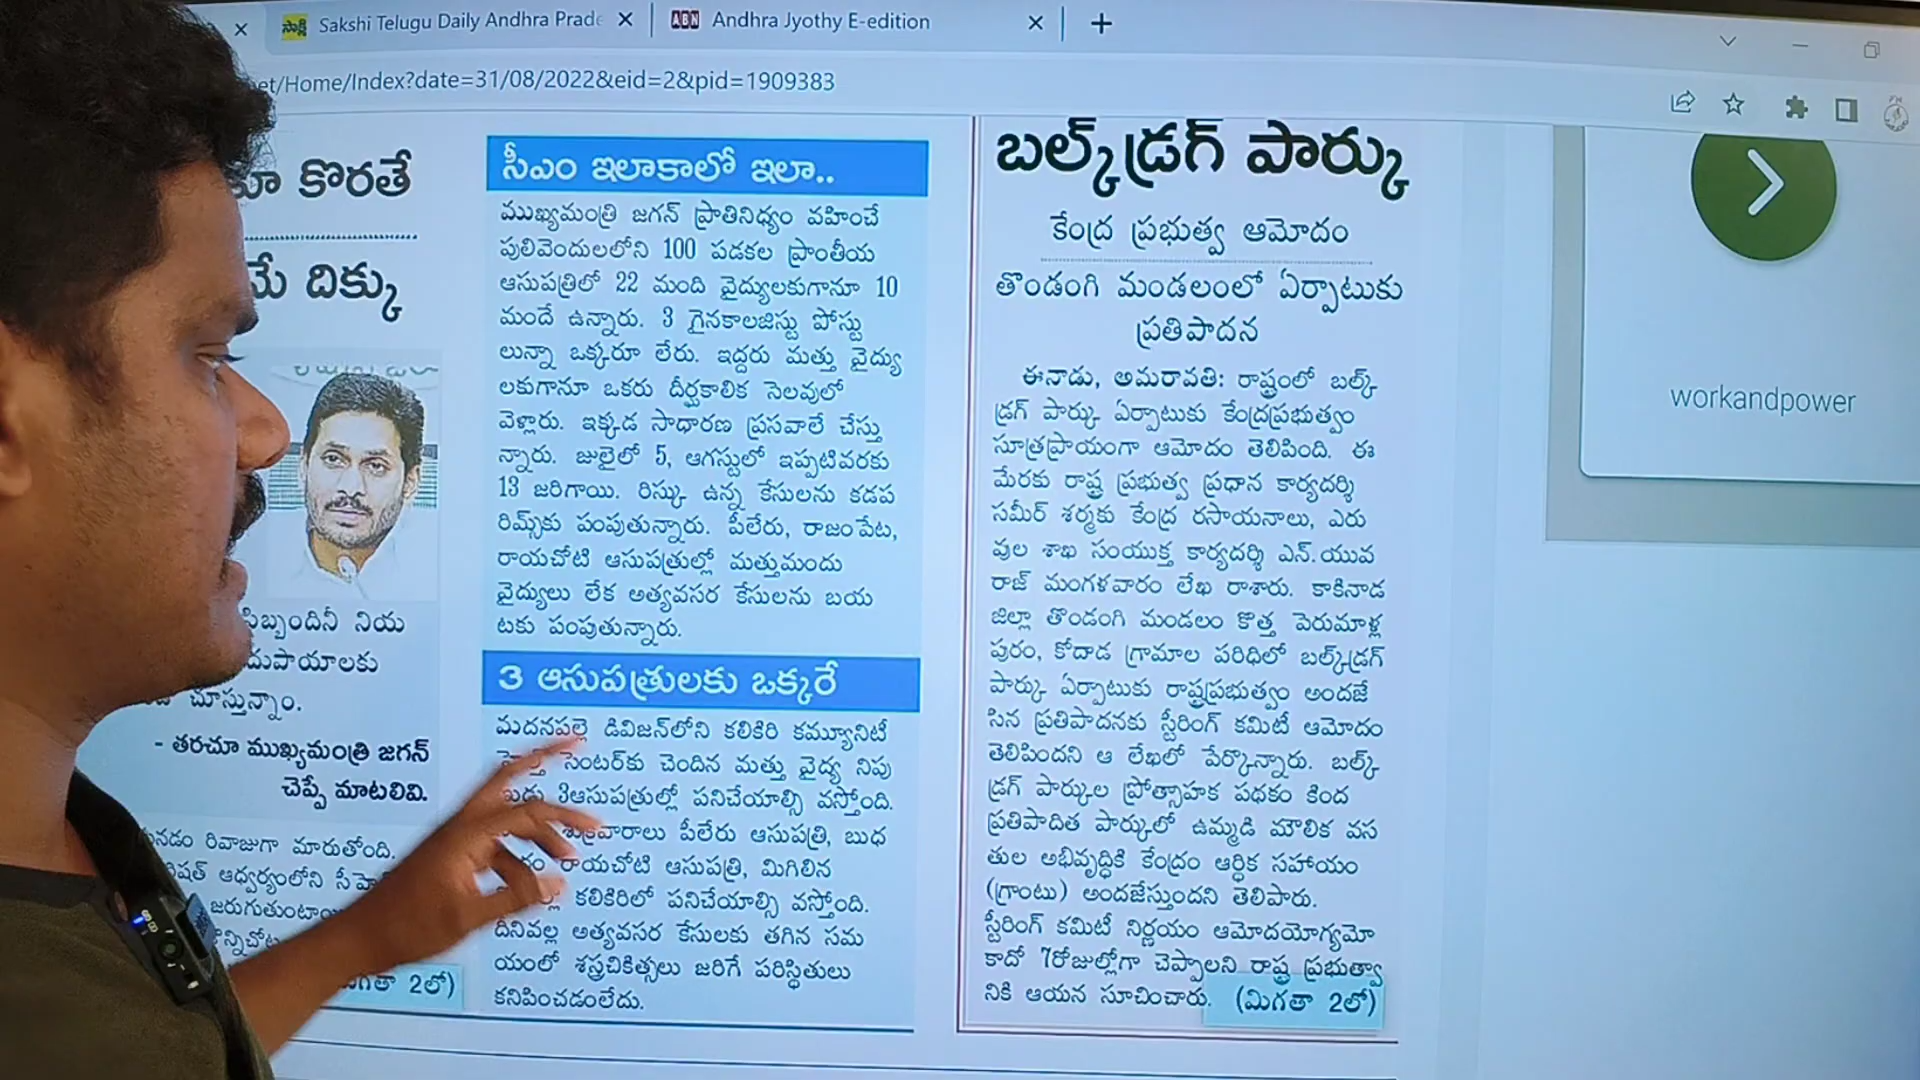 Sakshi Telugu Daily Andhra Prade
ABN Andhra Jyothy E-edition
et/Home/Index?date=31/08/2022&eid=2&pid=1909383
కొరతే
మే దిక్కు
సిబ్బందినీ నియ
దుపాయాలకు
చూస్తున్నాం.
- తరచూ ముఖ్యమంత్రి జగన్
చెప్పే మాటలివి.
నడం రివాజుగా మారుతోంది.
షత్ ఆధ్వర్యంలోని సీహె
జరుగుతుంటా
న్నిచోట్ల
మిగతా 2లో)
సీఎం ఇలాకాలో ఇలా..
ముఖ్యమంత్రి జగన్ ప్రాతినిధ్యం వహించే
పులివెందులలోని 100 పడకల ప్రాంతీయ
ఆసుపత్రిలో 22 మంది వైద్యులకుగానూ 10
మందే ఉన్నారు. 3 గైనకాలజిస్టు పోస్టు
లున్నా ఒక్కరూ లేరు. ఇద్దరు మత్తు వైద్యు
లకుగానూ ఒకరు దీర్ఘకాలిక సెలవులో
వెళ్లారు. ఇక్కడ సాధారణ ప్రసవాలే చేస్తు
న్నారు. జులైలో 5, ఆగస్టులో ఇప్పటివరకు
13 జరిగాయి. రిస్కు ఉన్న కేసులను కడప
రిమ్స్‌కు పంపుతున్నారు. పీలేరు, రాజంపేట,
రాయచోటి ఆసుపత్రుల్లో మత్తుమందు
వైద్యులు లేక అత్యవసర కేసులను బయ
టకు పంపుతున్నారు.
3 ఆసుపత్రులకు ఒక్కరే
మదనపల్లె డివిజన్‌లోని కలికిరి కమ్యూనిటీ
హెల్త్ సెంటర్‌కు చెందిన మత్తు వైద్య నిపు
ణుడు 3ఆసుపత్రుల్లో పనిచేయాల్సి వస్తోంది.
శుక్రవారాలు పీలేరు ఆసుపత్రి, బుధ
రాయచోటి ఆసుపత్రి, మిగిలిన
కలికిరిలో పనిచేయాల్సి వస్తోంది.
దీనివల్ల అత్యవసర కేసులకు తగిన సమ
యంలో శస్త్రచికిత్సలు జరిగే పరిస్థితులు
కనిపించడంలేదు.
బల్క్‌డ్రగ్ పార్కు
కేంద్ర ప్రభుత్వ ఆమోదం
తొండంగి మండలంలో ఏర్పాటుకు
ప్రతిపాదన
ఈనాడు, అమరావతి: రాష్ట్రంలో బల్క్
డ్రగ్ పార్కు ఏర్పాటుకు కేంద్రప్రభుత్వం
సూత్రప్రాయంగా ఆమోదం తెలిపింది. ఈ
మేరకు రాష్ట్ర ప్రభుత్వ ప్రధాన కార్యదర్శి
సమీర్ శర్మకు కేంద్ర రసాయనాలు, ఎరు
వుల శాఖ సంయుక్త కార్యదర్శి ఎన్.యువ
రాజ్ మంగళవారం లేఖ రాశారు. కాకినాడ
జిల్లా తొండంగి మండలం కొత్త పెరుమాళ్ల
పురం, కోదాడ గ్రామాల పరిధిలో బల్క్‌డ్రగ్
పార్కు ఏర్పాటుకు రాష్ట్రప్రభుత్వం అందజే
సిన ప్రతిపాదనకు స్టీరింగ్ కమిటీ ఆమోదం
తెలిపిందని ఆ లేఖలో పేర్కొన్నారు. బల్క్
డ్రగ్ పార్కుల ప్రోత్సాహక పథకం కింద
ప్రతిపాదిత పార్కులో ఉమ్మడి మౌలిక వస
తుల అభివృద్ధికి కేంద్రం ఆర్థిక సహాయం
(గ్రాంటు) అందజేస్తుందని తెలిపారు.
స్టీరింగ్ కమిటీ నిర్ణయం ఆమోదయోగ్యమో
కాదో 7రోజుల్లోగా చెప్పాలని రాష్ట్ర ప్రభుత్వా
నికి ఆయన సూచించారు. (మిగతా 2లో)
workandpower